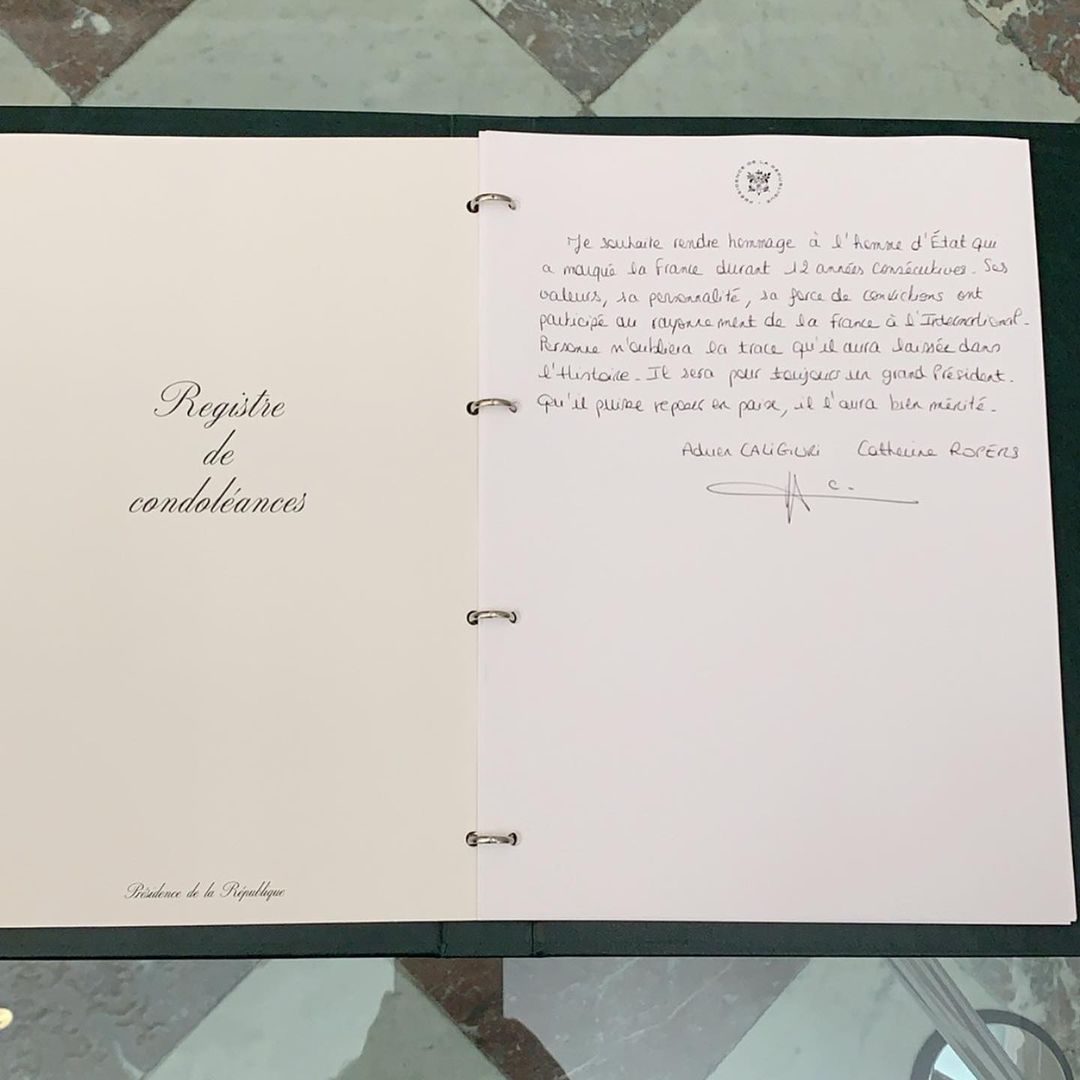 Registre
de
condoléances
Présidence de la République
PRÉSIDENCE DE LA RÉPUBLIQUE
Je souhaite rendre hommage à l'homme d'État qui
a marqué la France durant 12 années consécutives. Ses
valeurs, sa personnalité, sa force de convictions ont
participé au rayonnement de la France à l'International.
Personne n'oubliera la trace qu'il aura laissée dans
l'Histoire. Il sera pour toujours un grand Président.
Qu'il puisse reposer en paix, il l'aura bien mérité.
Adrien CALIGIURI Catherine ROPERS
C.